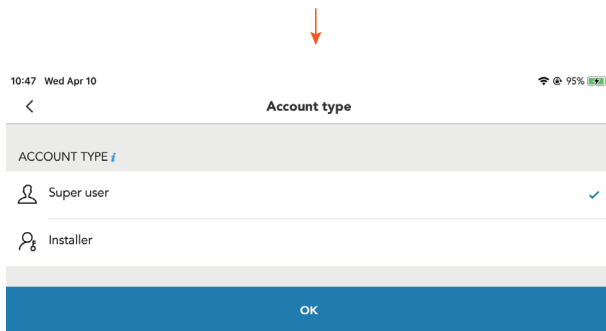 10:47 Wed Apr 10 95%
Account type
ACCOUNT TYPE i
Super user
Installer
OK